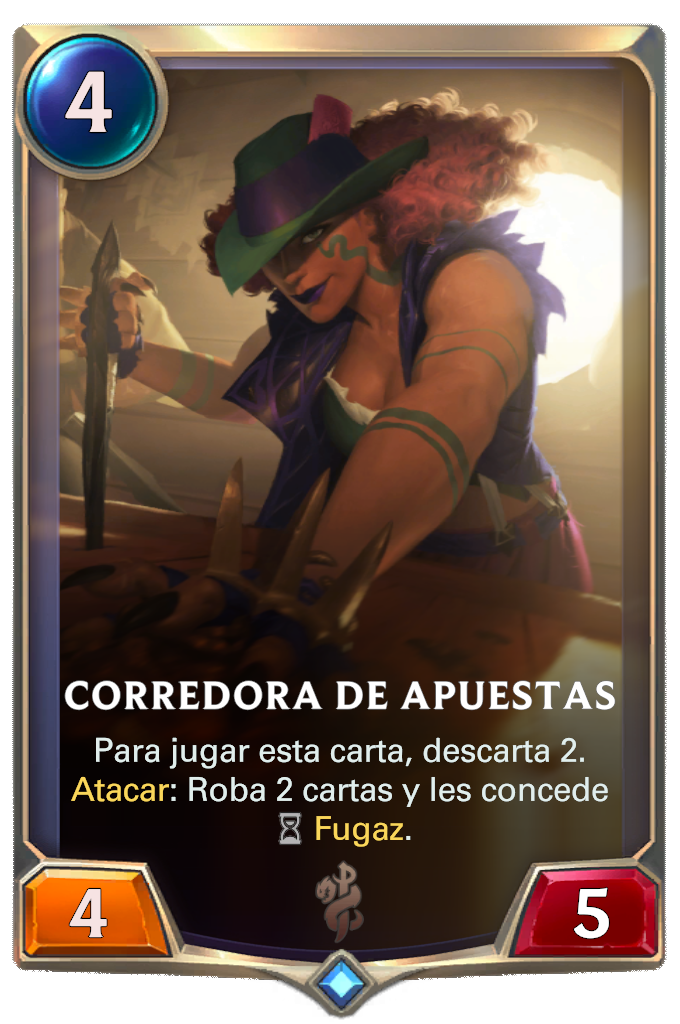 4
CORREDORA DE APUESTAS
Para jugar esta carta, descarta 2.
Atacar: Roba 2 cartas y les concede
Fugaz.
4
5